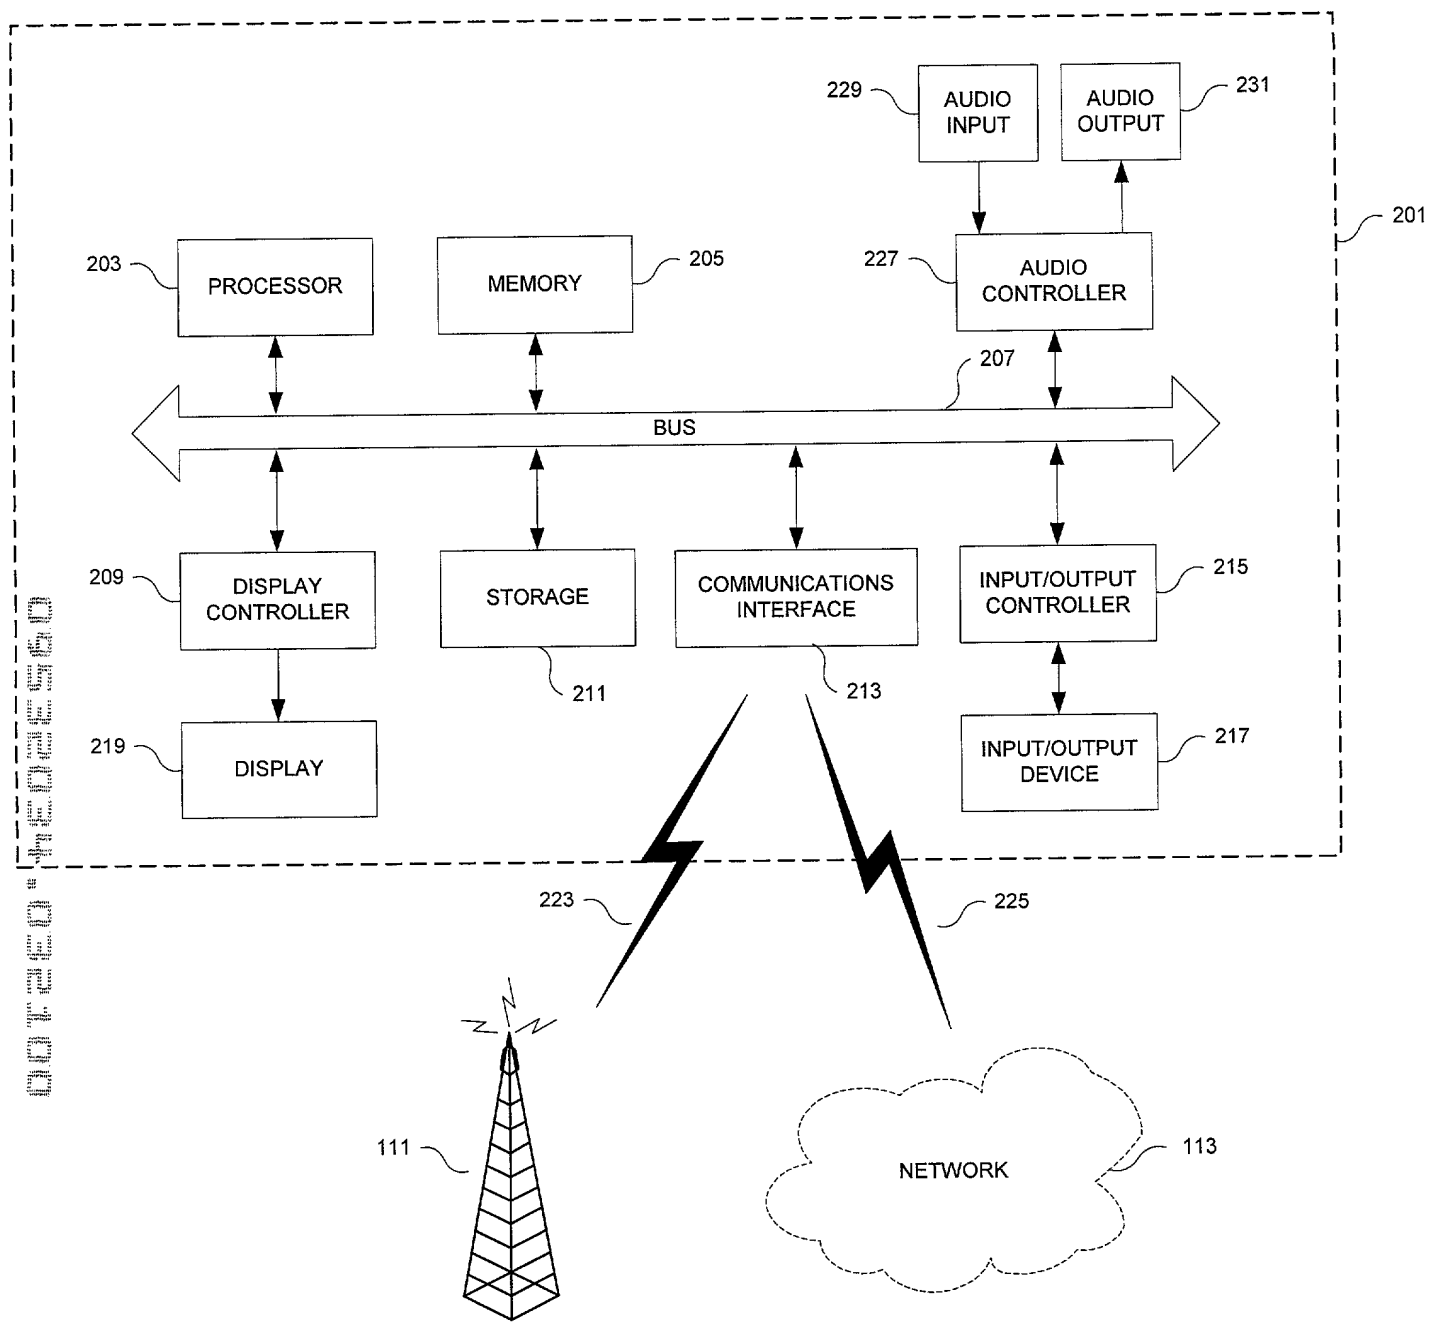 229
AUDIO
INPUT
AUDIO
OUTPUT
231
201
203
PROCESSOR
MEMORY
205
227
AUDIO
CONTROLLER
207
BUS
209
DISPLAY
CONTROLLER
STORAGE
211
COMMUNICATIONS
INTERFACE
213
INPUT/OUTPUT
CONTROLLER
215
219
DISPLAY
INPUT/OUTPUT
DEVICE
217
223
225
111
NETWORK
113